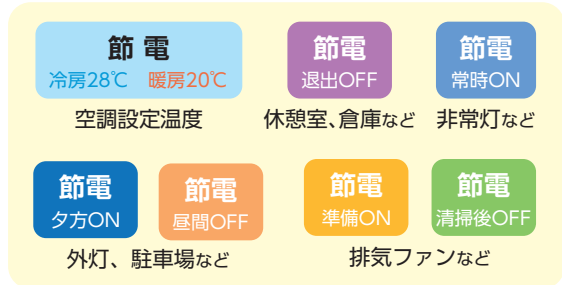 節電
冷房28℃ 暖房20℃
空調設定温度
節電
退出OFF
休憩室、倉庫など
節電
常時ON
非常灯など
節電
夕方ON
節電
昼間OFF
外灯、駐車場など
節電
準備ON
節電
清掃後OFF
排気ファンなど